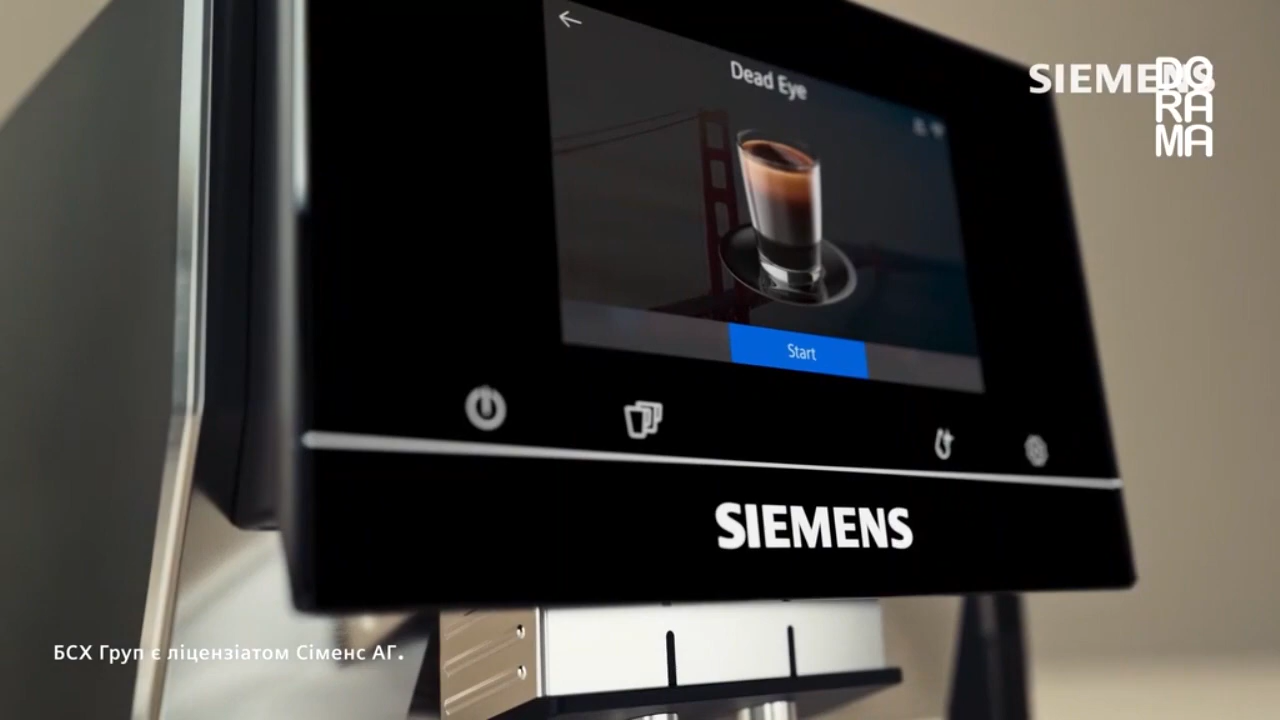 Dead Eye
SIEMENS
DO
RA
MA
Start
SIEMENS
БСХ Груп є ліцензіатом Сіменс АГ.